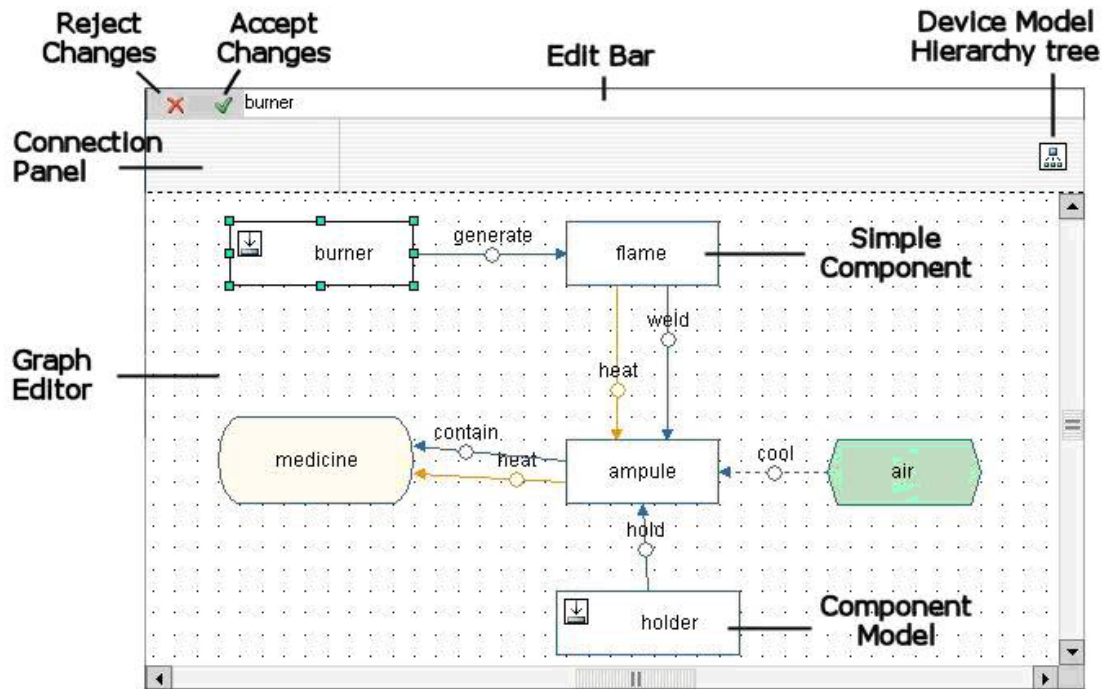 Reject
Changes
Accept
Changes
Edit Bar
Device Model
Hierarchy tree
burner
Connection
Panel
burner
generate
flame
Simple
Component
weld
heat
Graph
Editor
medicine
contain
heat
ampule
cool
air
hold
holder
Component
Model